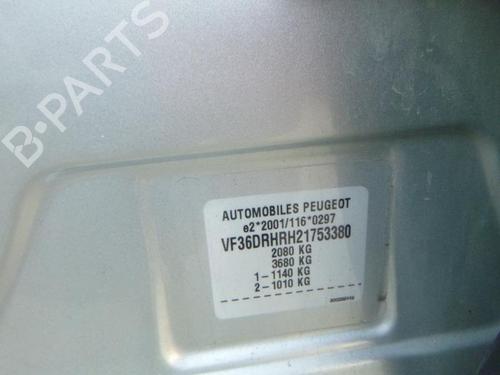 B-PARTS
AUTOMOBILES PEUGEOT
e2*2001/116*0297
VF36DRHRH21753380
2080 KG
3680 KG
1-1140 KG
2-1010 KG